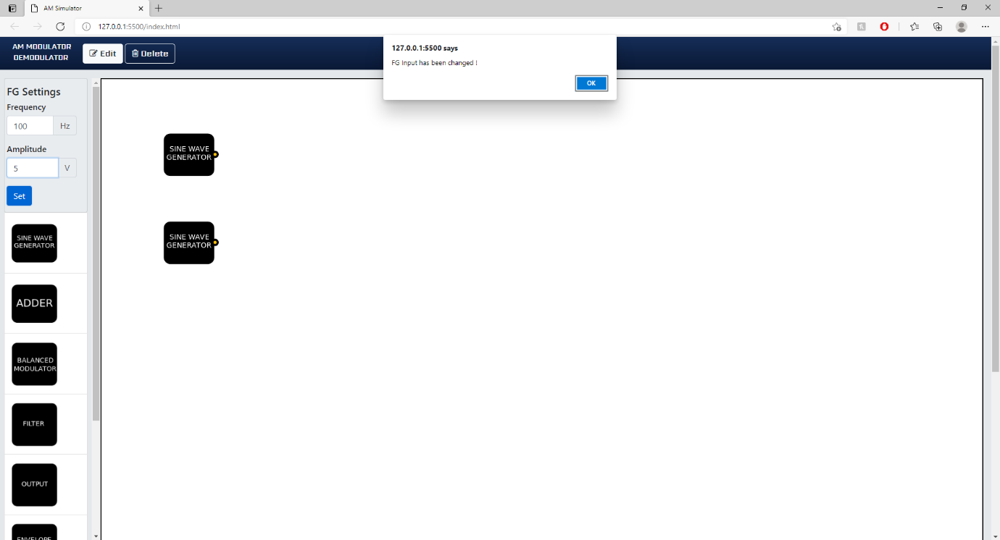 AM Simulator
127.0.0.1:5500/index.html
AM MODULATOR
DEMODULATOR
Edit
Delete
127.0.0.1:5500 says
FG Input has been changed !
OK
FG Settings
Frequency
100 Hz
Amplitude
5 V
Set
SINE WAVE
GENERATOR
ADDER
BALANCED
MODULATOR
FILTER
OUTPUT
ENVELOPE
SINE WAVE
GENERATOR
SINE WAVE
GENERATOR